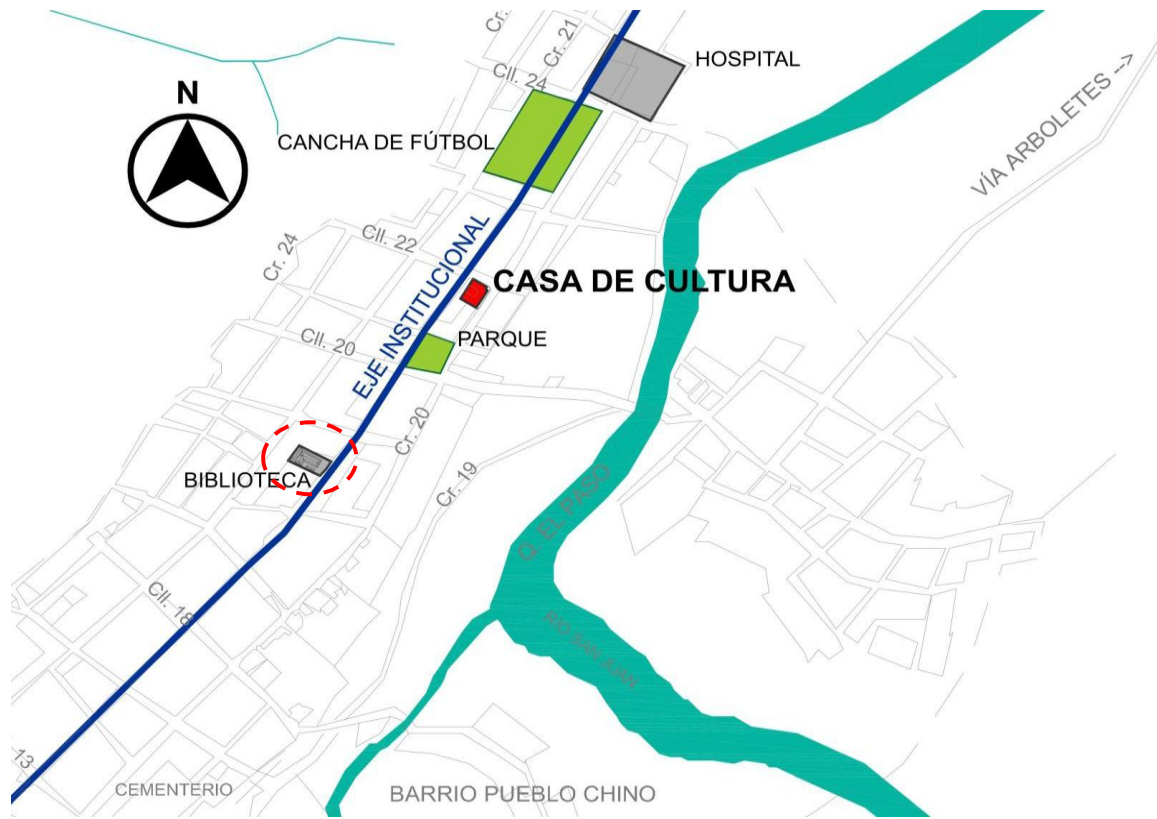 Cr.
Cr. 21
HOSPITAL
Cll. 24
N
CANCHA DE FÚTBOL
VÍA ARBOLETES -->
Cll. 22
Cr. 24
EJE INSTITUCIONAL
CASA DE CULTURA
Cll. 20
PARQUE
Cr. 20
BIBLIOTECA
Cr. 19
Q. EL PASO
Cll. 18
RIO SAN JUAN
13
CEMENTERIO
BARRIO PUEBLO CHINO